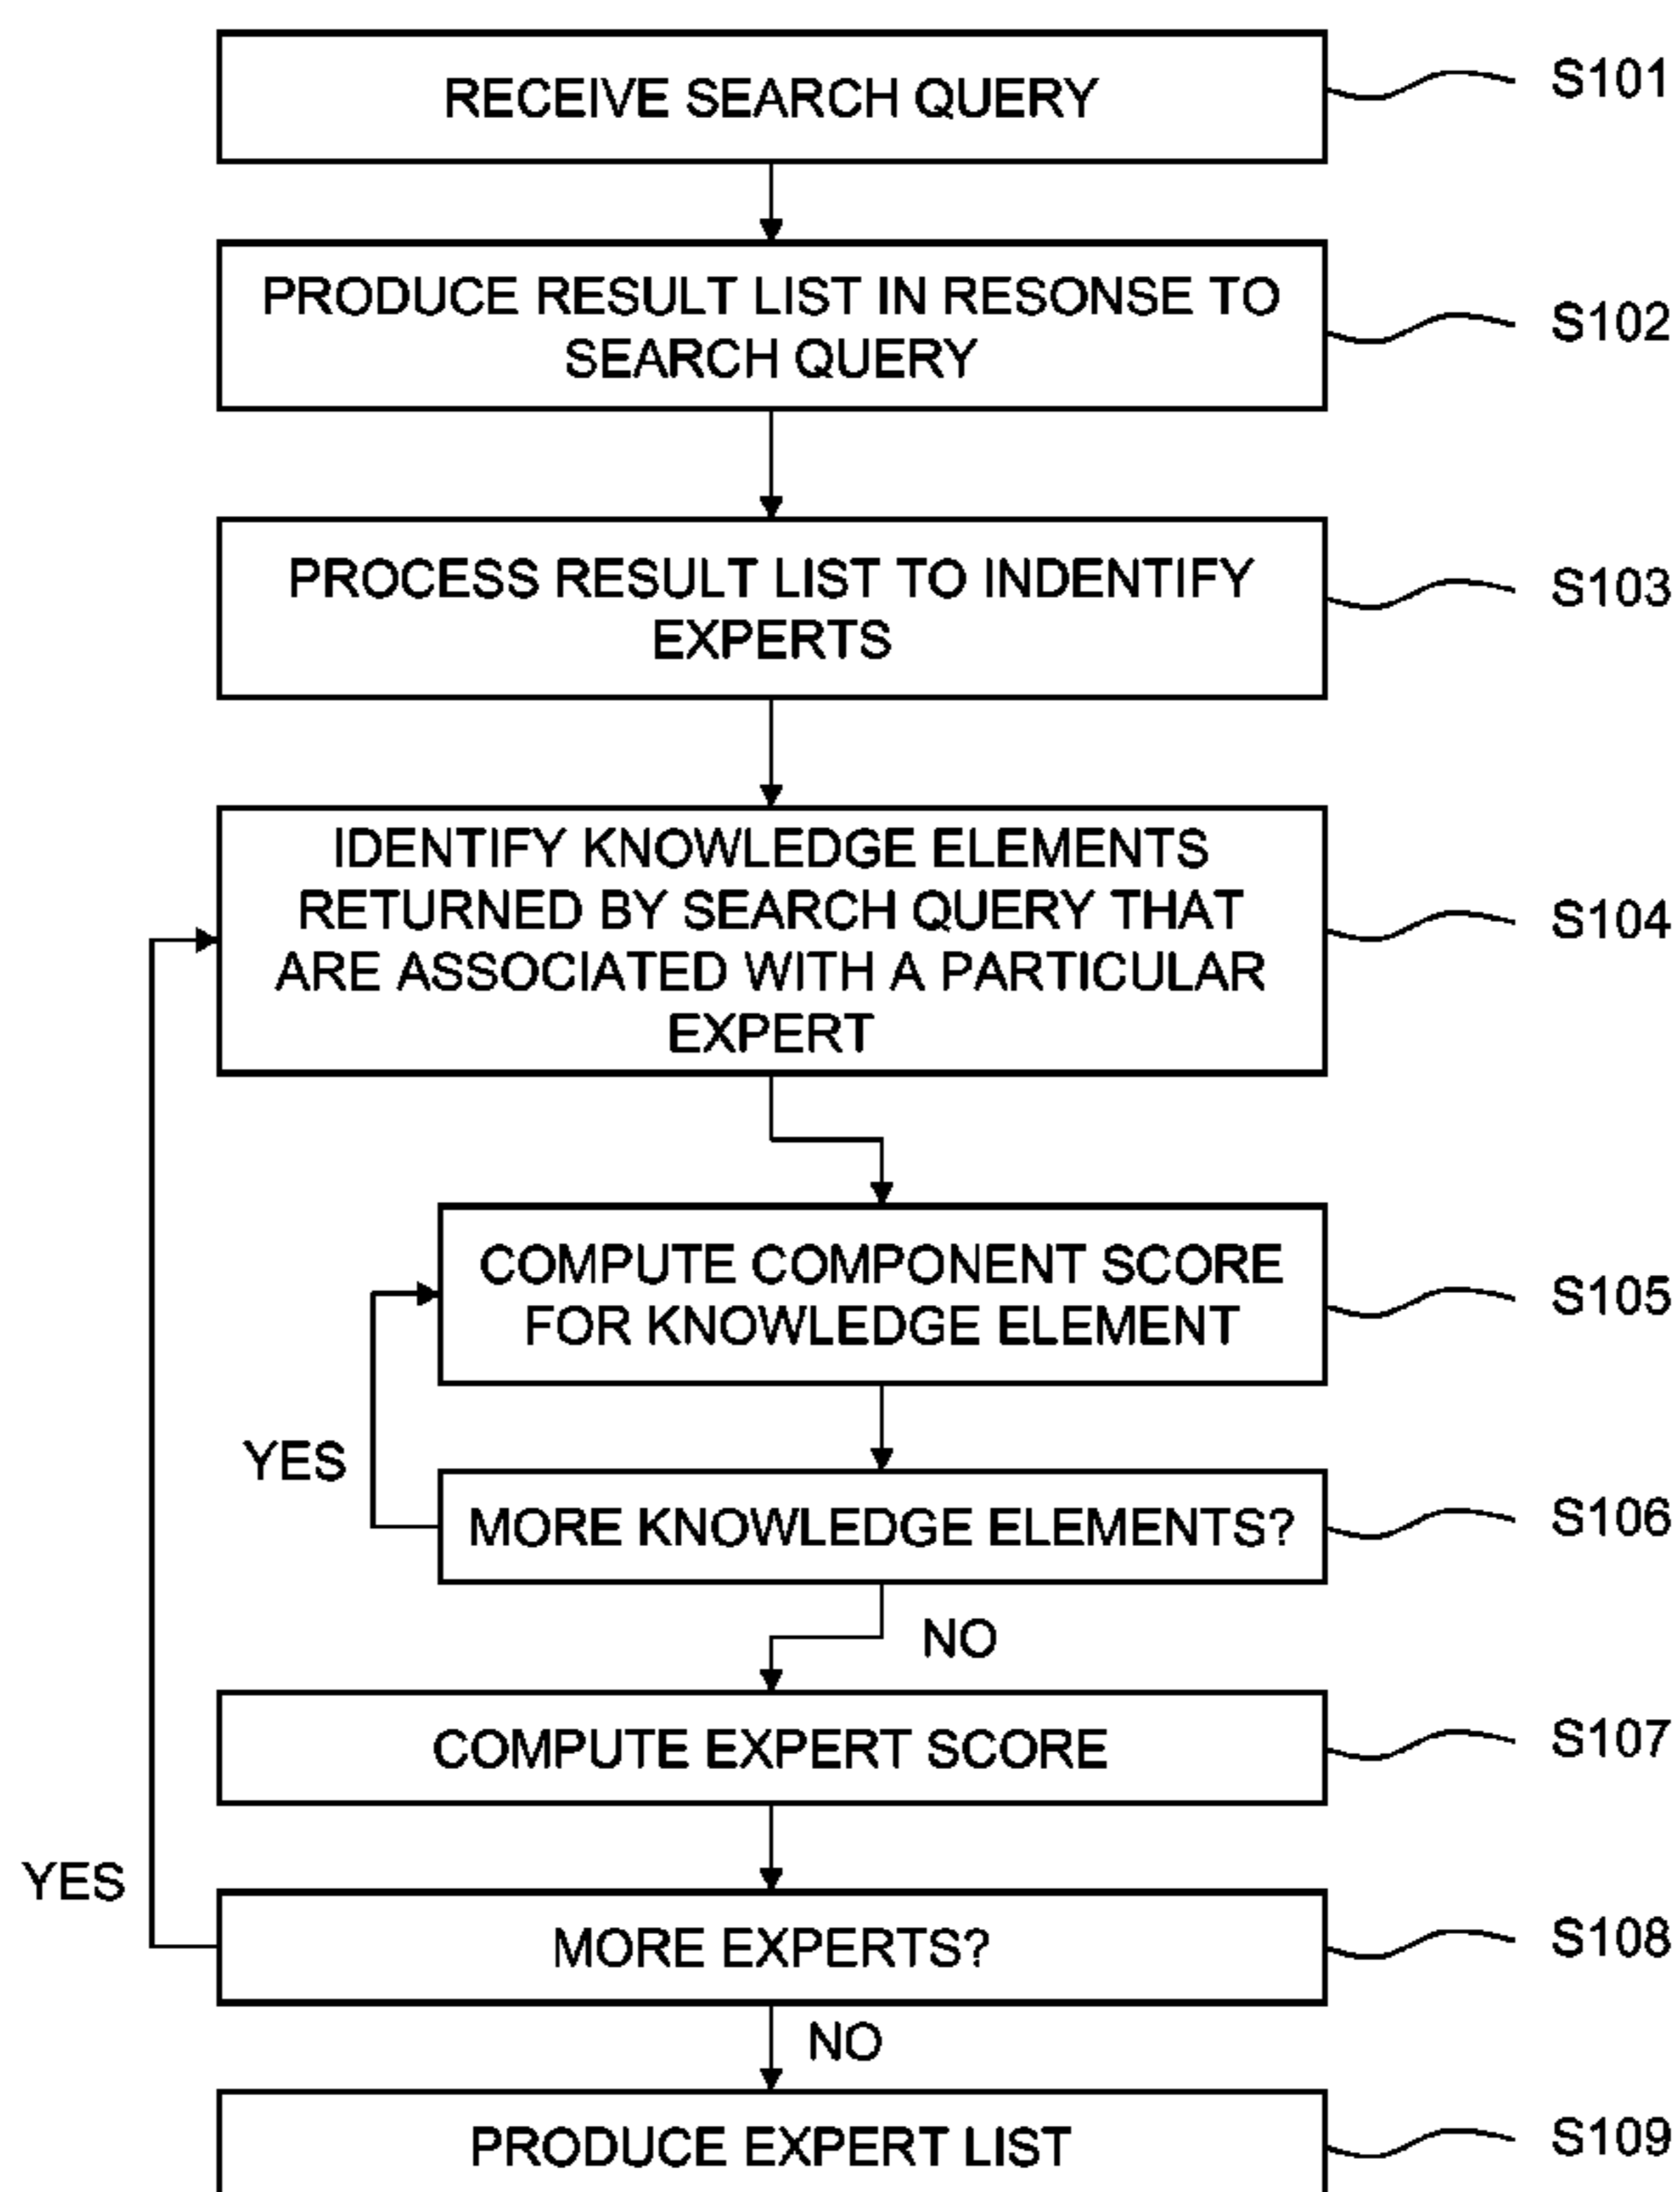 RECEIVE SEARCH QUERY
S101
PRODUCE RESULT LIST IN RESONSE TO
SEARCH QUERY
S102
PROCESS RESULT LIST TO INDENTIFY
EXPERTS
S103
IDENTIFY KNOWLEDGE ELEMENTS
RETURNED BY SEARCH QUERY THAT
ARE ASSOCIATED WITH A PARTICULAR
EXPERT
S104
COMPUTE COMPONENT SCORE
FOR KNOWLEDGE ELEMENT
S105
YES
MORE KNOWLEDGE ELEMENTS?
S106
NO
COMPUTE EXPERT SCORE
S107
YES
MORE EXPERTS?
S108
NO
PRODUCE EXPERT LIST
S109